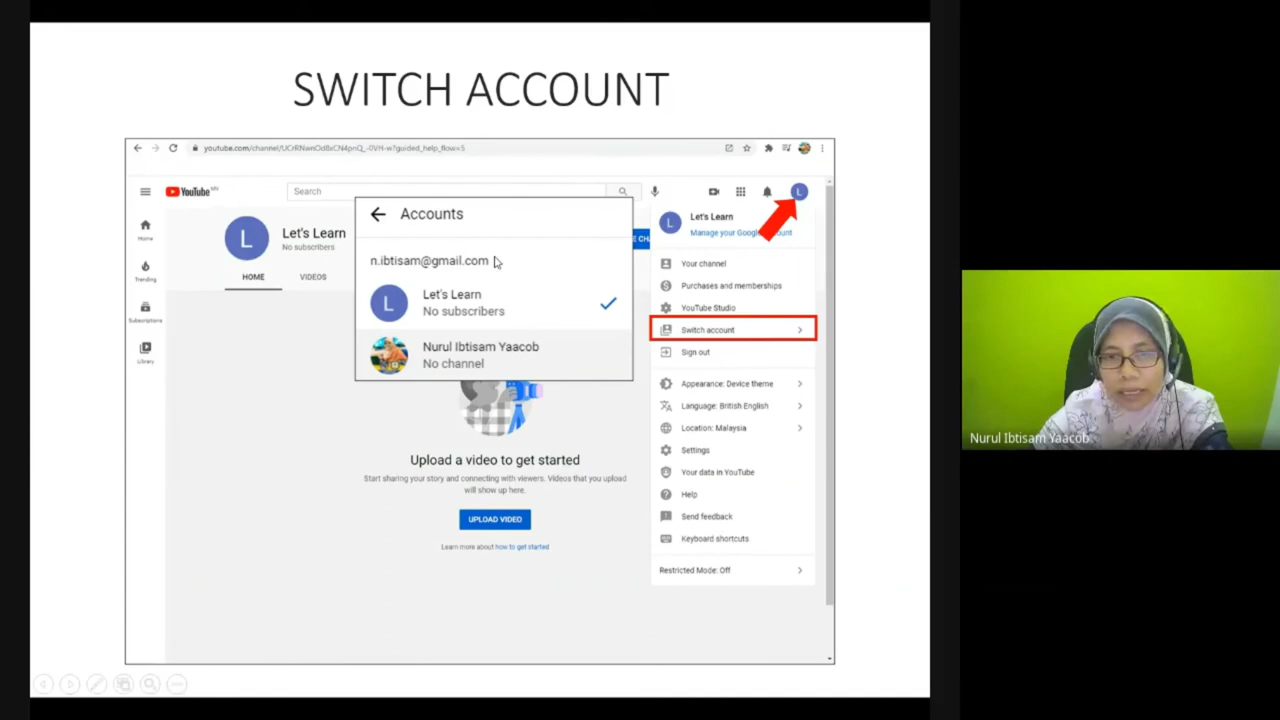 SWITCH ACCOUNT
YouTube MN
Search
Let's Learn
No subscribers
HOME
VIDEOS
Accounts
n.ibtisam@gmail.com
Let's Learn
No subscribers
Nurul Ibtisam Yaacob
No channel
Home
Trending
Subscriptions
Library
Upload a video to get started
Start sharing your story and connecting with viewers. Videos that you upload
will show up here.
UPLOAD VIDEO
Learn more about how to get started
L
Let's Learn
Manage your Google
Your channel
Purchases and memberships
YouTube Studio
Switch account
Sign out
Appearance: Device theme
Language: British English
Location: Malaysia
Settings
Your data in YouTube
Help
Send feedback
Keyboard shortcuts
Restricted Mode: Off
Nurul Ibtisam Yaacob